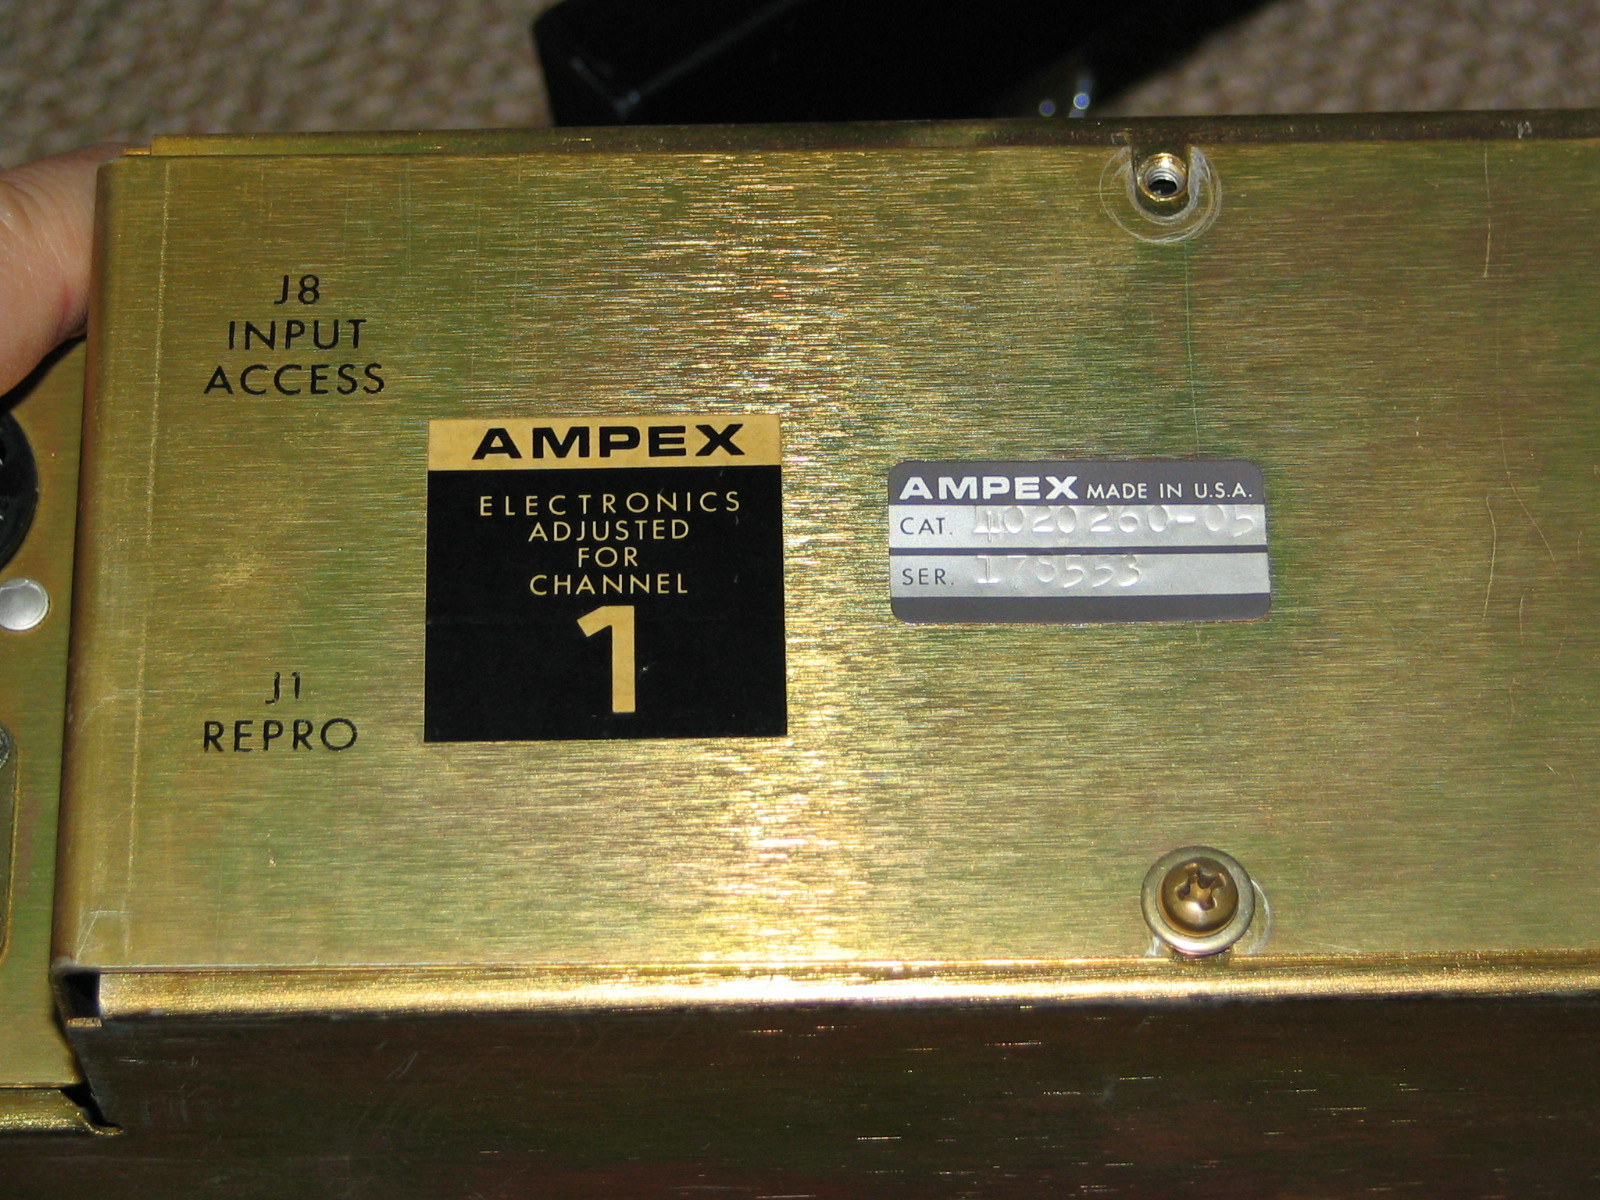 J8
INPUT
ACCESS
AMPEX
ELECTRONICS
ADJUSTED
FOR
CHANNEL
1
J1
REPRO
AMPEX MADE IN U.S.A.
CAT. 4020260-05
SER.